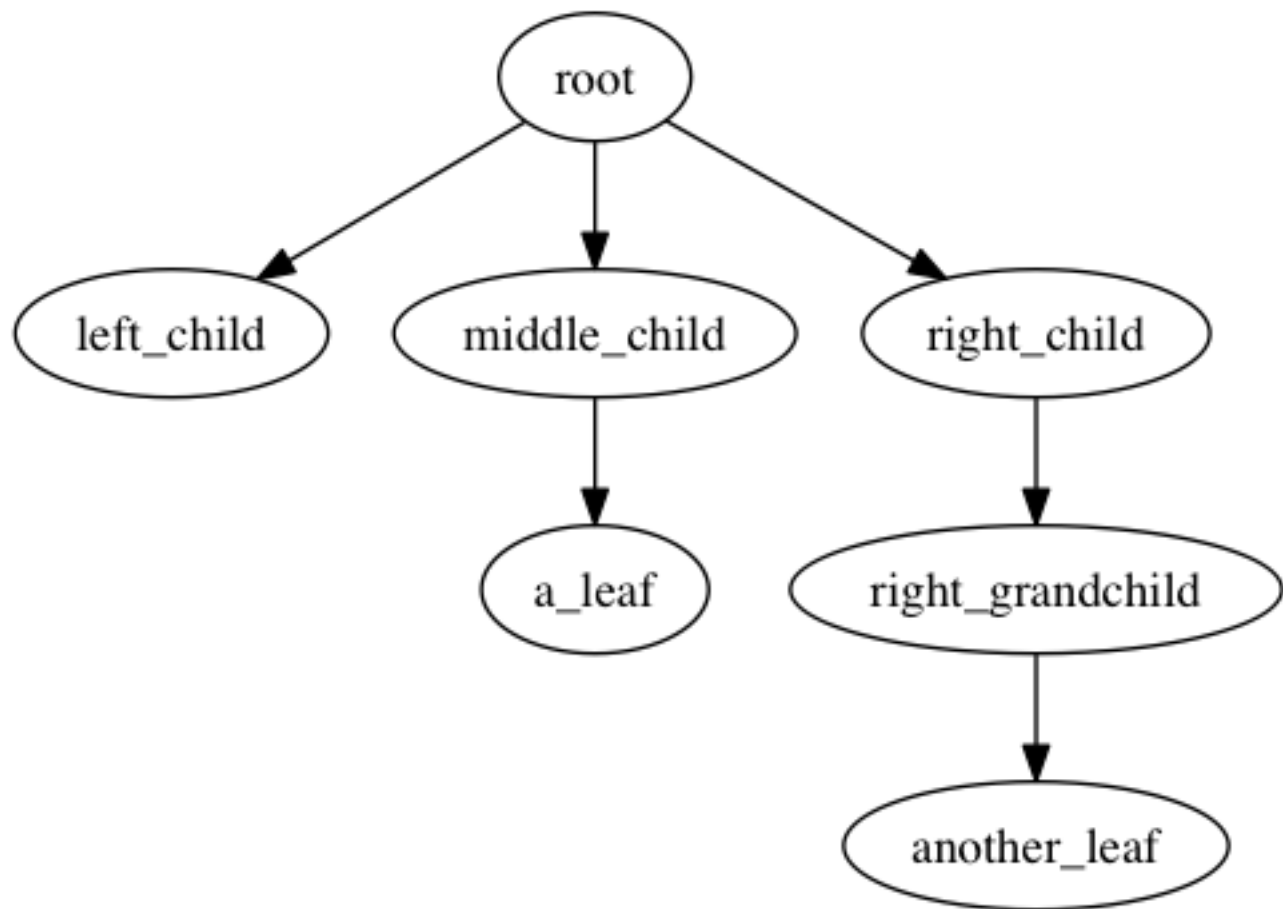 root
left_child
middle_child
right_child
a_leaf
right_grandchild
another_leaf